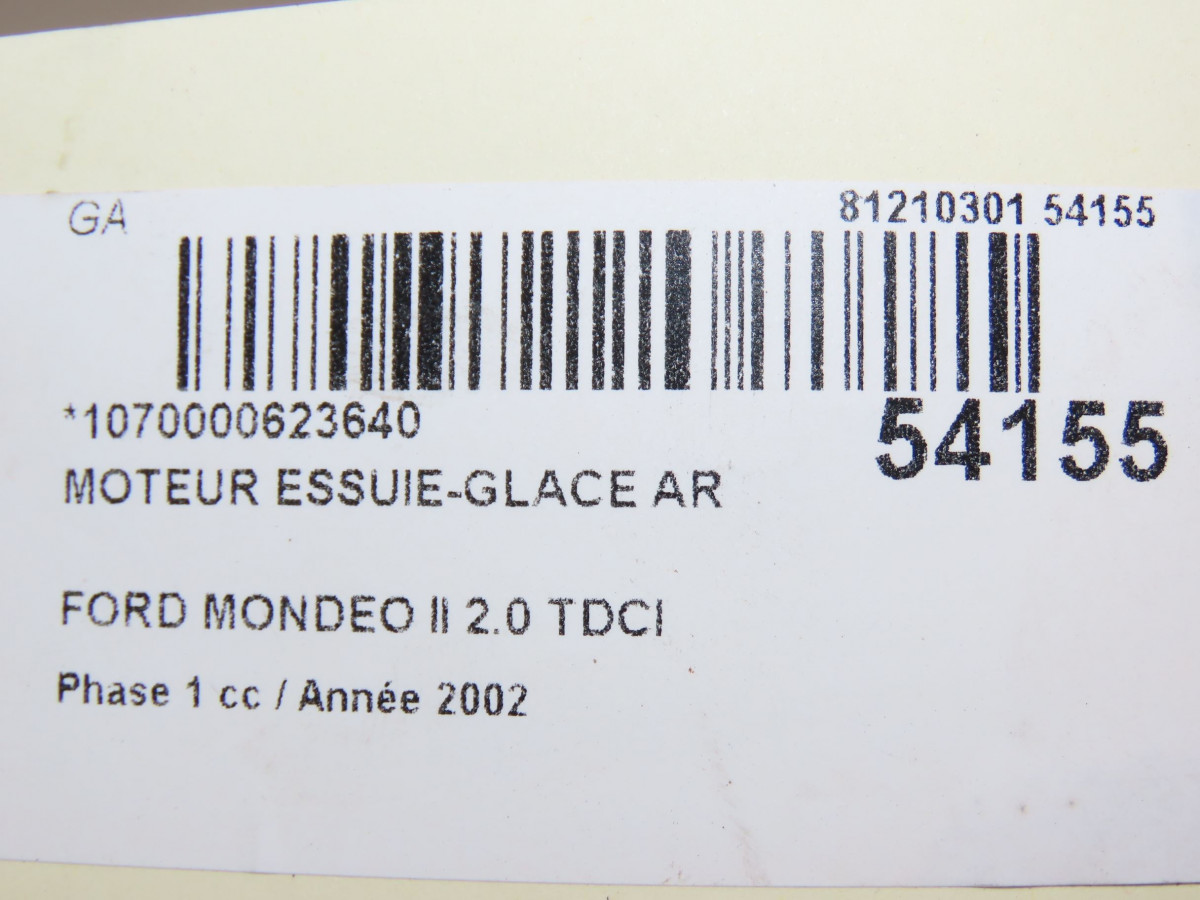 GA
81210301 54155
*1070000623640
54155
MOTEUR ESSUIE-GLACE AR
FORD MONDEO II 2.0 TDCI
Phase 1 cc / Année 2002